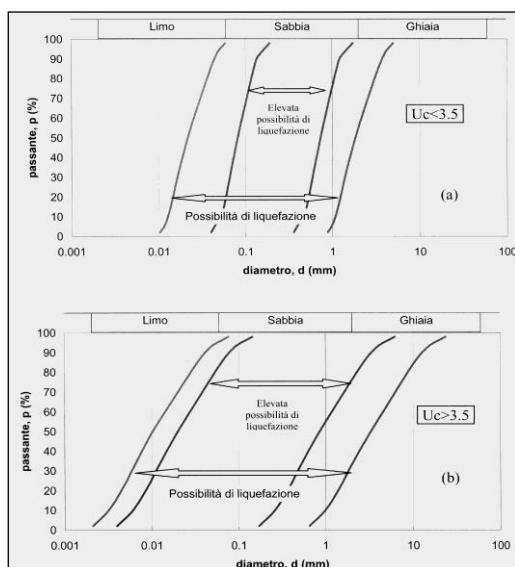 Limo Sabbia Ghiaia
100
90
80
70
60
50
40
30
20
10
0
passante, p (%)
Elevata
possibilità di
liquefazione
Uc<3.5
(a)
Possibilità di liquefazione
0.001 0.01 0.1 1 10 100
diametro, d (mm)
Limo Sabbia Ghiaia
100
90
80
70
60
50
40
30
20
10
0
passante, p (%)
Elevata
possibilità di
liquefazione
Uc>3.5
(b)
Possibilità di liquefazione
0.001 0.01 0.1 1 10 100
diametro, d (mm)